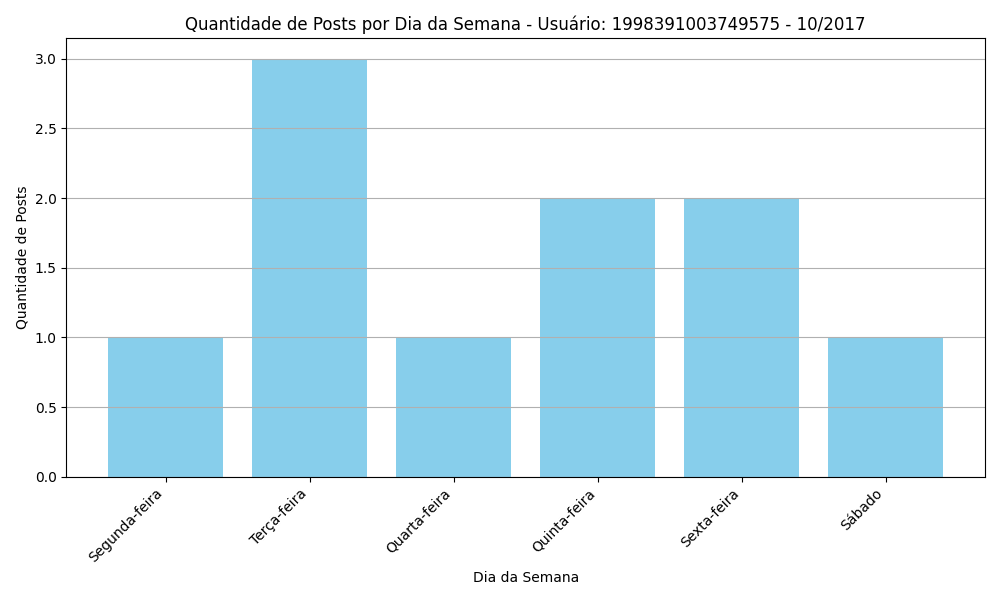 Quantidade de Posts por Dia da Semana - Usuário: 1998391003749575 - 10/2017
Quantidade de Posts
3.0
2.5
2.0
1.5
1.0
0.5
0.0
Segunda-feira
Terça-feira
Quarta-feira
Quinta-feira
Sexta-feira
Sábado
Dia da Semana